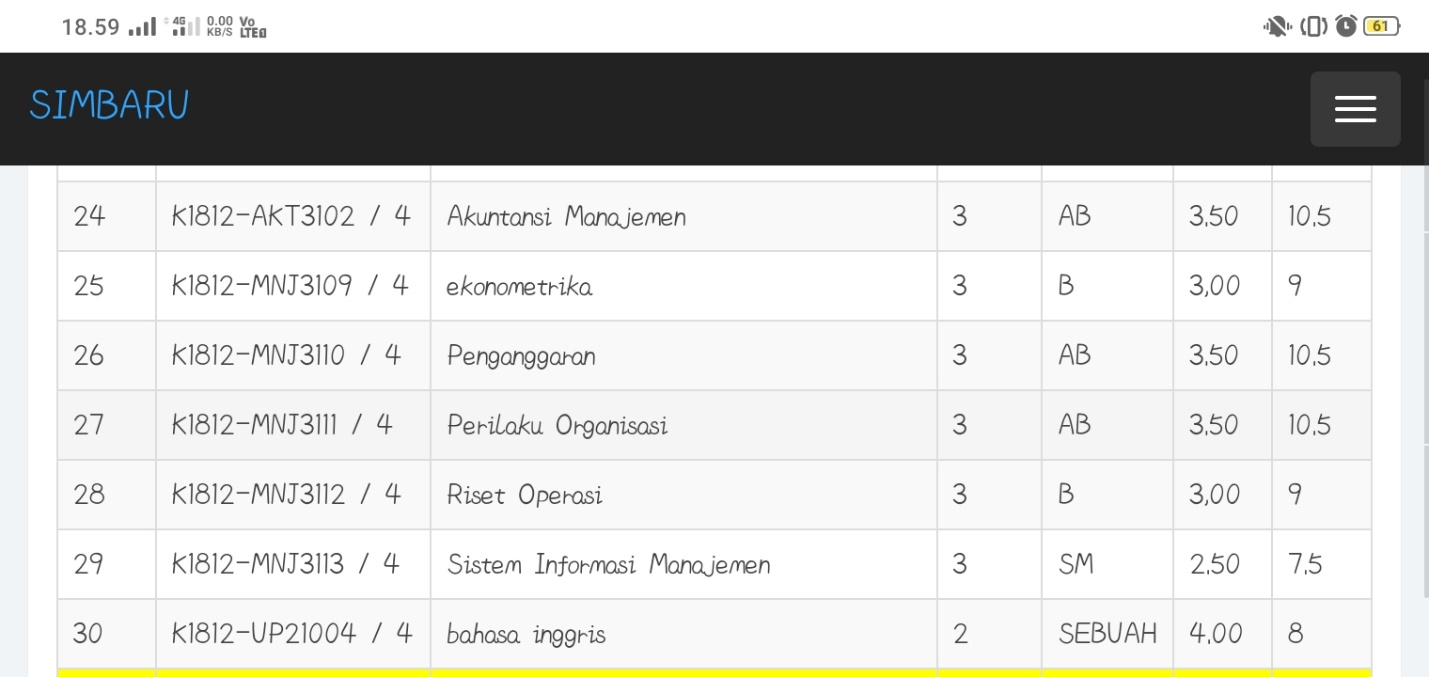 18.59 4G 0.00 KB/S Vo LTE 61
SIMBARU
24 K1812-AKT3102 / 4 Akuntansi Manajemen 3 AB 3,50 10,5
25 K1812-MNJ3109 / 4 ekonometrika 3 B 3,00 9
26 K1812-MNJ3110 / 4 Penganggaran 3 AB 3,50 10,5
27 K1812-MNJ3111 / 4 Perilaku Organisasi 3 AB 3,50 10,5
28 K1812-MNJ3112 / 4 Riset Operasi 3 B 3,00 9
29 K1812-MNJ3113 / 4 Sistem Informasi Manajemen 3 SM 2,50 7,5
30 K1812-UP21004 / 4 bahasa inggris 2 SEBUAH 4,00 8